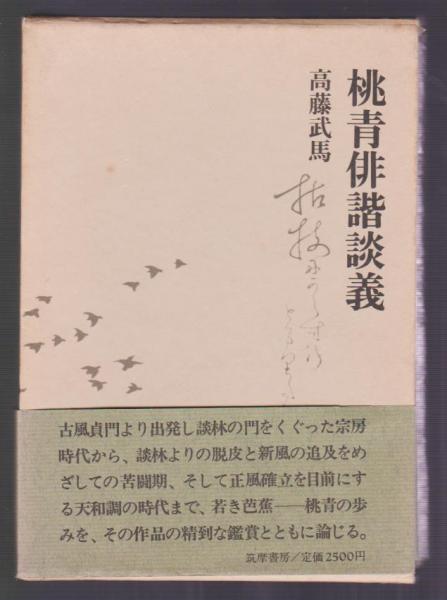 桃青俳諧談義
高藤武馬
枯枝
古風貞門より出発し談林の門をくぐった宗房
時代から、談林よりの脱皮と新風の追及をめ
ざしての苦闘期、そして正風確立を目前にす
る天和調の時代まで、若き芭蕉——桃青の歩
みを、その作品の精到な鑑賞とともに論じる。
筑摩書房／定価2500円